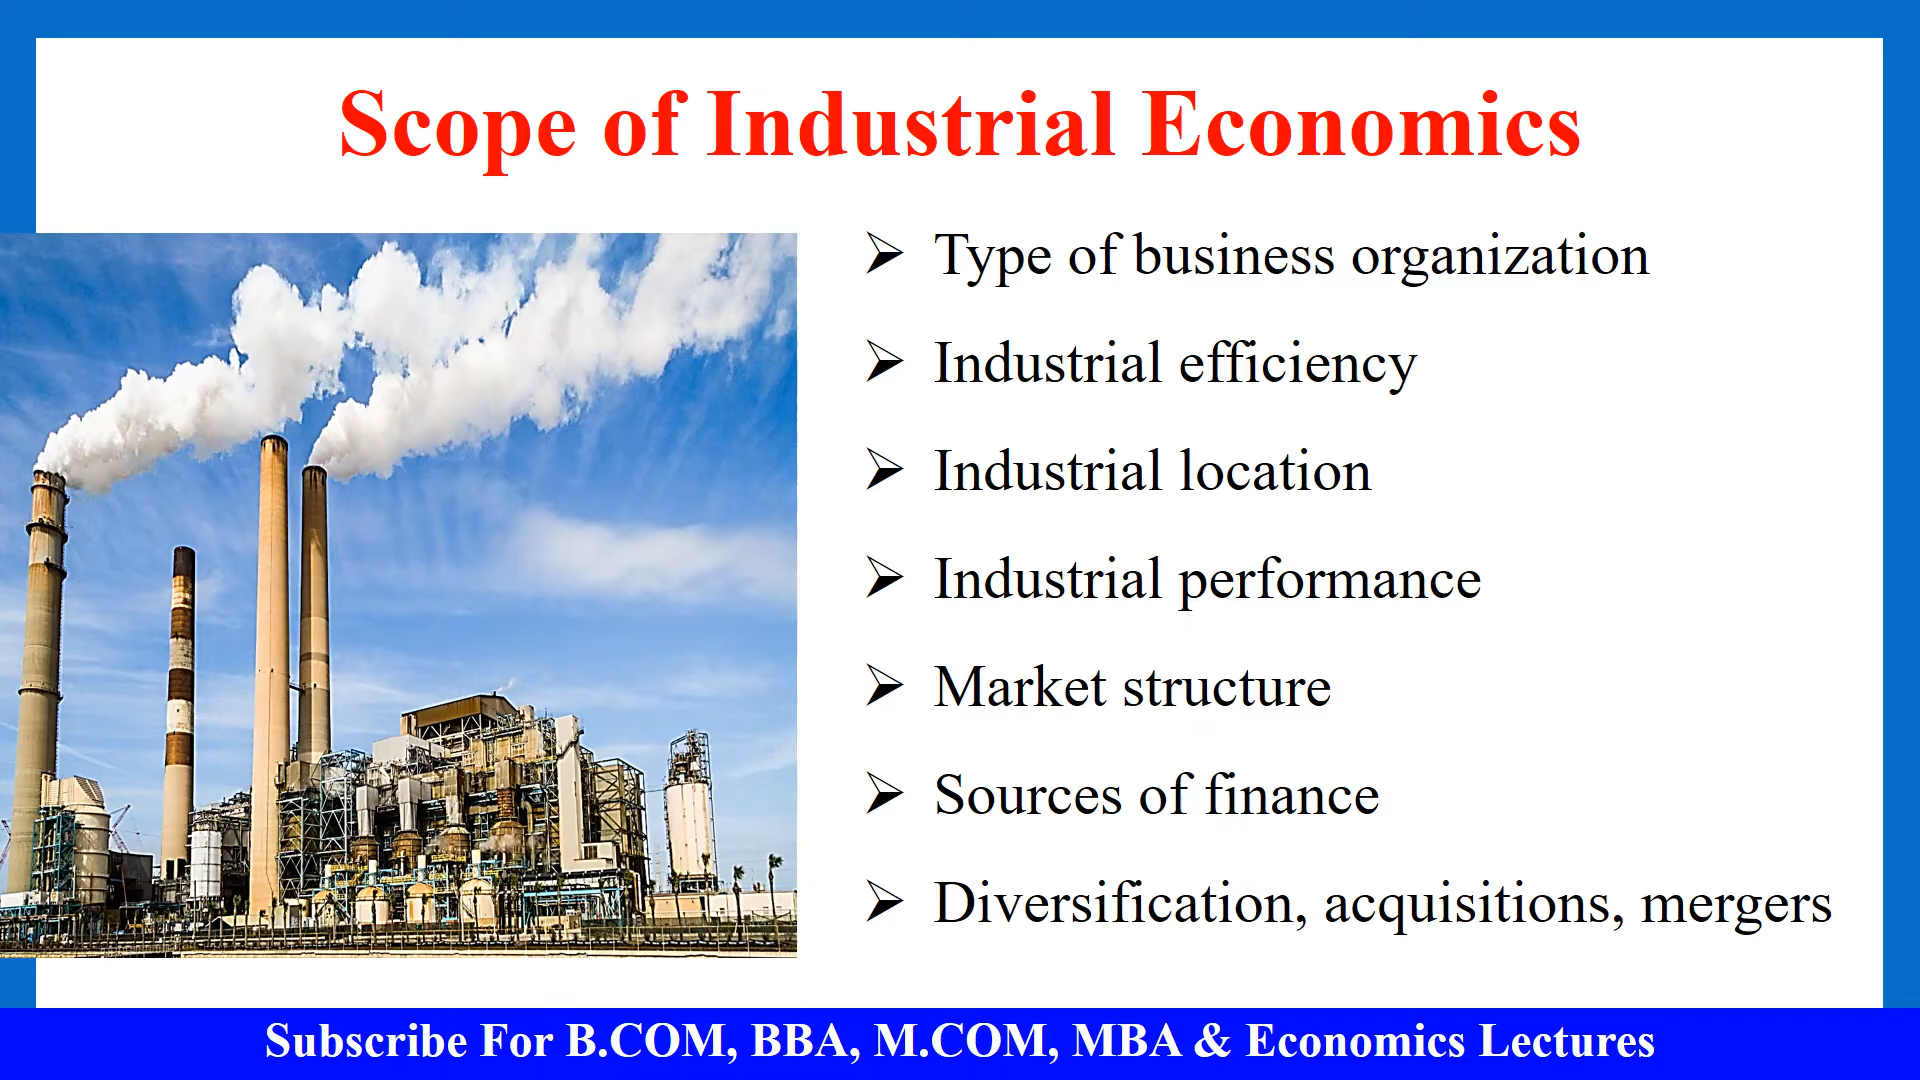 Scope of Industrial Economics
Type of business organization
Industrial efficiency
Industrial location
Industrial performance
Market structure
Sources of finance
Diversification, acquisitions, mergers
Subscribe For B.COM, BBA, M.COM, MBA & Economics Lectures